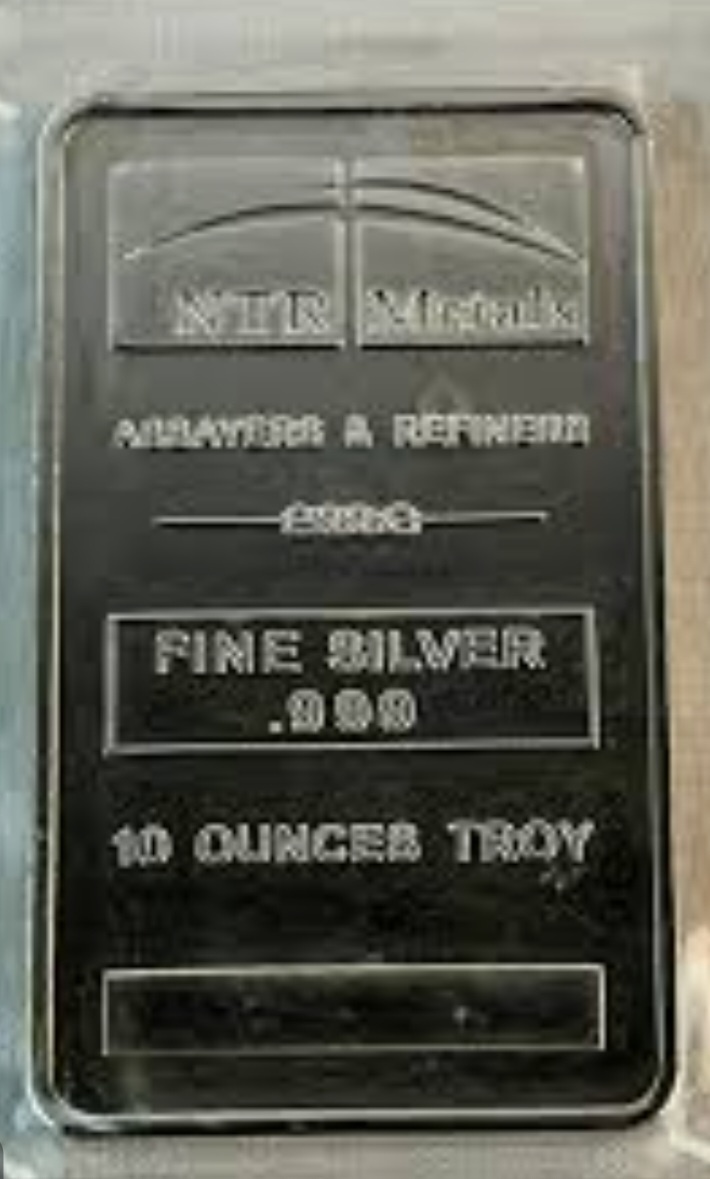 NTR Metals
ASSAYERS & REFINERS
FINE SILVER
.999
10 OUNCES TROY